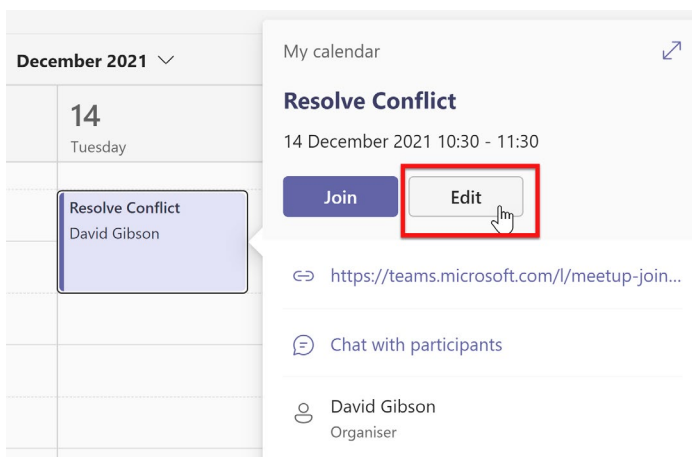 December 2021
14
Tuesday
Resolve Conflict
David Gibson
My calendar
Resolve Conflict
14 December 2021 10:30 - 11:30
Join
Edit
https://teams.microsoft.com/l/meetup-join...
Chat with participants
David Gibson
Organiser